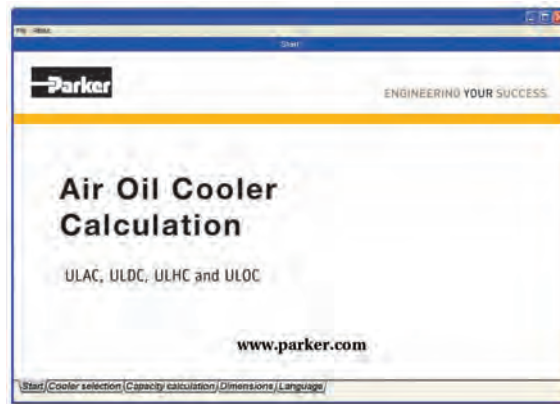 Start
Parker
ENGINEERING YOUR SUCCESS.
Air Oil Cooler
Calculation
ULAC, ULDC, ULHC and ULOC
www.parker.com
Start Cooler selection Capacity calculation Dimensions Language